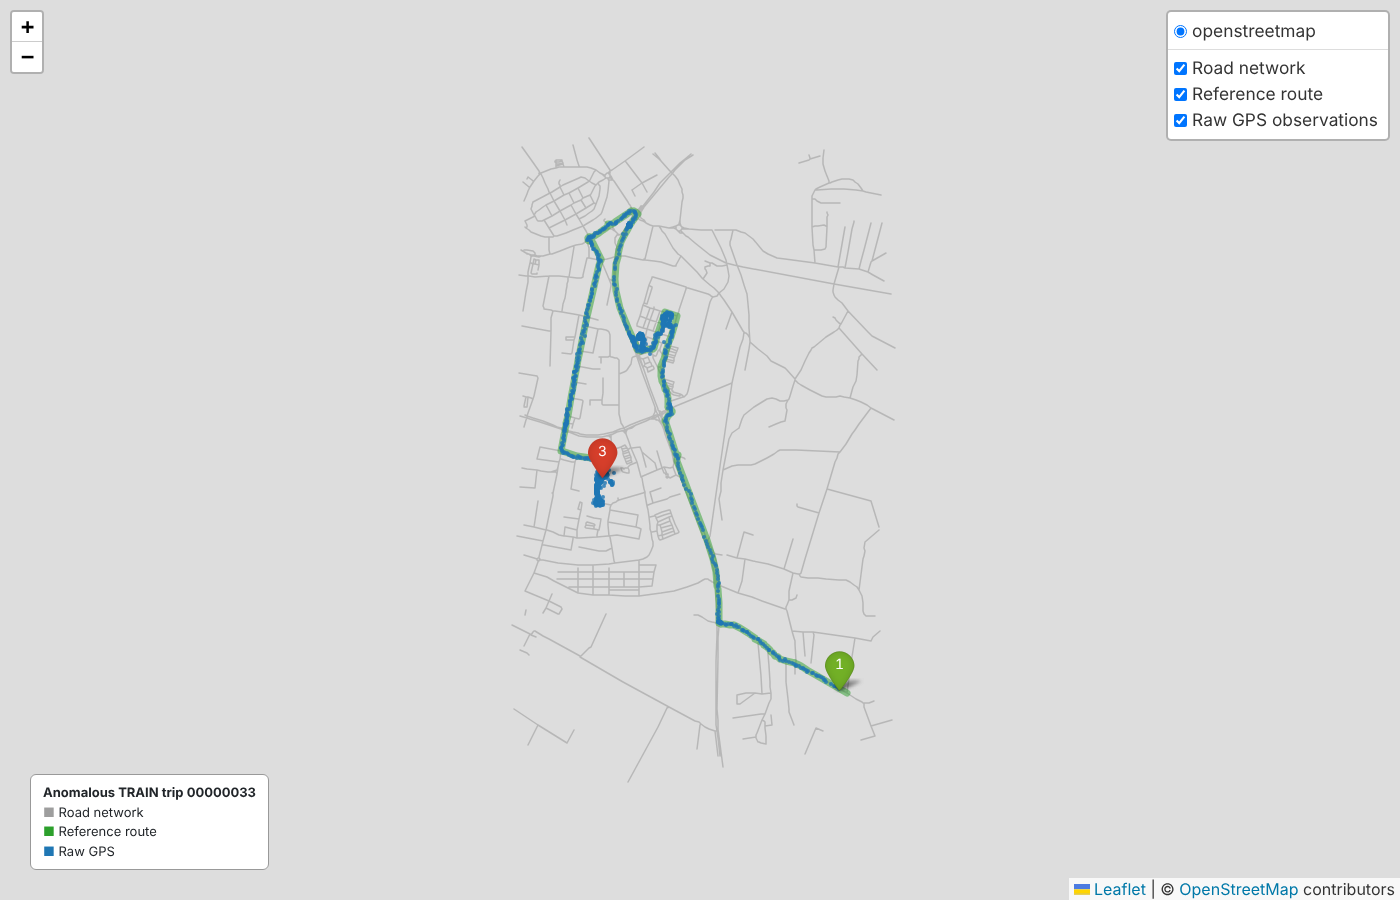 +
−
openstreetmap
Road network
Reference route
Raw GPS observations
3
1
Anomalous TRAIN trip 00000033
Road network
Reference route
Raw GPS
Leaflet | © OpenStreetMap contributors